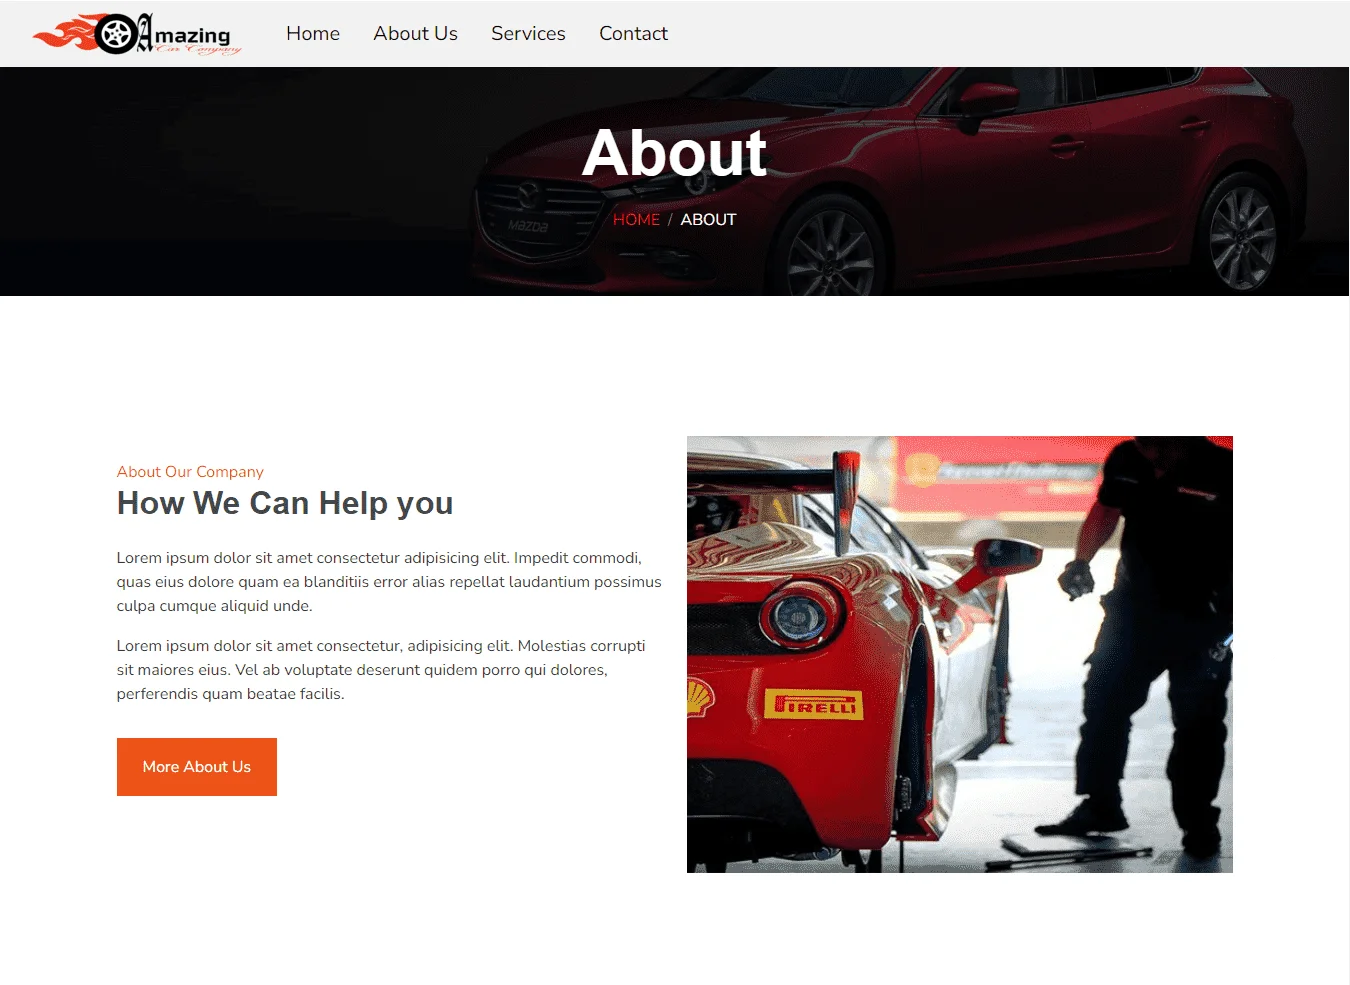 Amazing
Car Company
Home About Us Services Contact
About
HOME / ABOUT
mazda
About Our Company
How We Can Help you
Lorem ipsum dolor sit amet consectetur adipisicing elit. Impedit commodi,
quas eius dolore quam ea blanditiis error alias repellat laudantium possimus
culpa cumque aliquid unde.
Lorem ipsum dolor sit amet consectetur, adipisicing elit. Molestias corrupti
sit maiores eius. Vel ab voluptate deserunt quidem porro qui dolores,
perferendis quam beatae facilis.
More About Us
PIRELLI